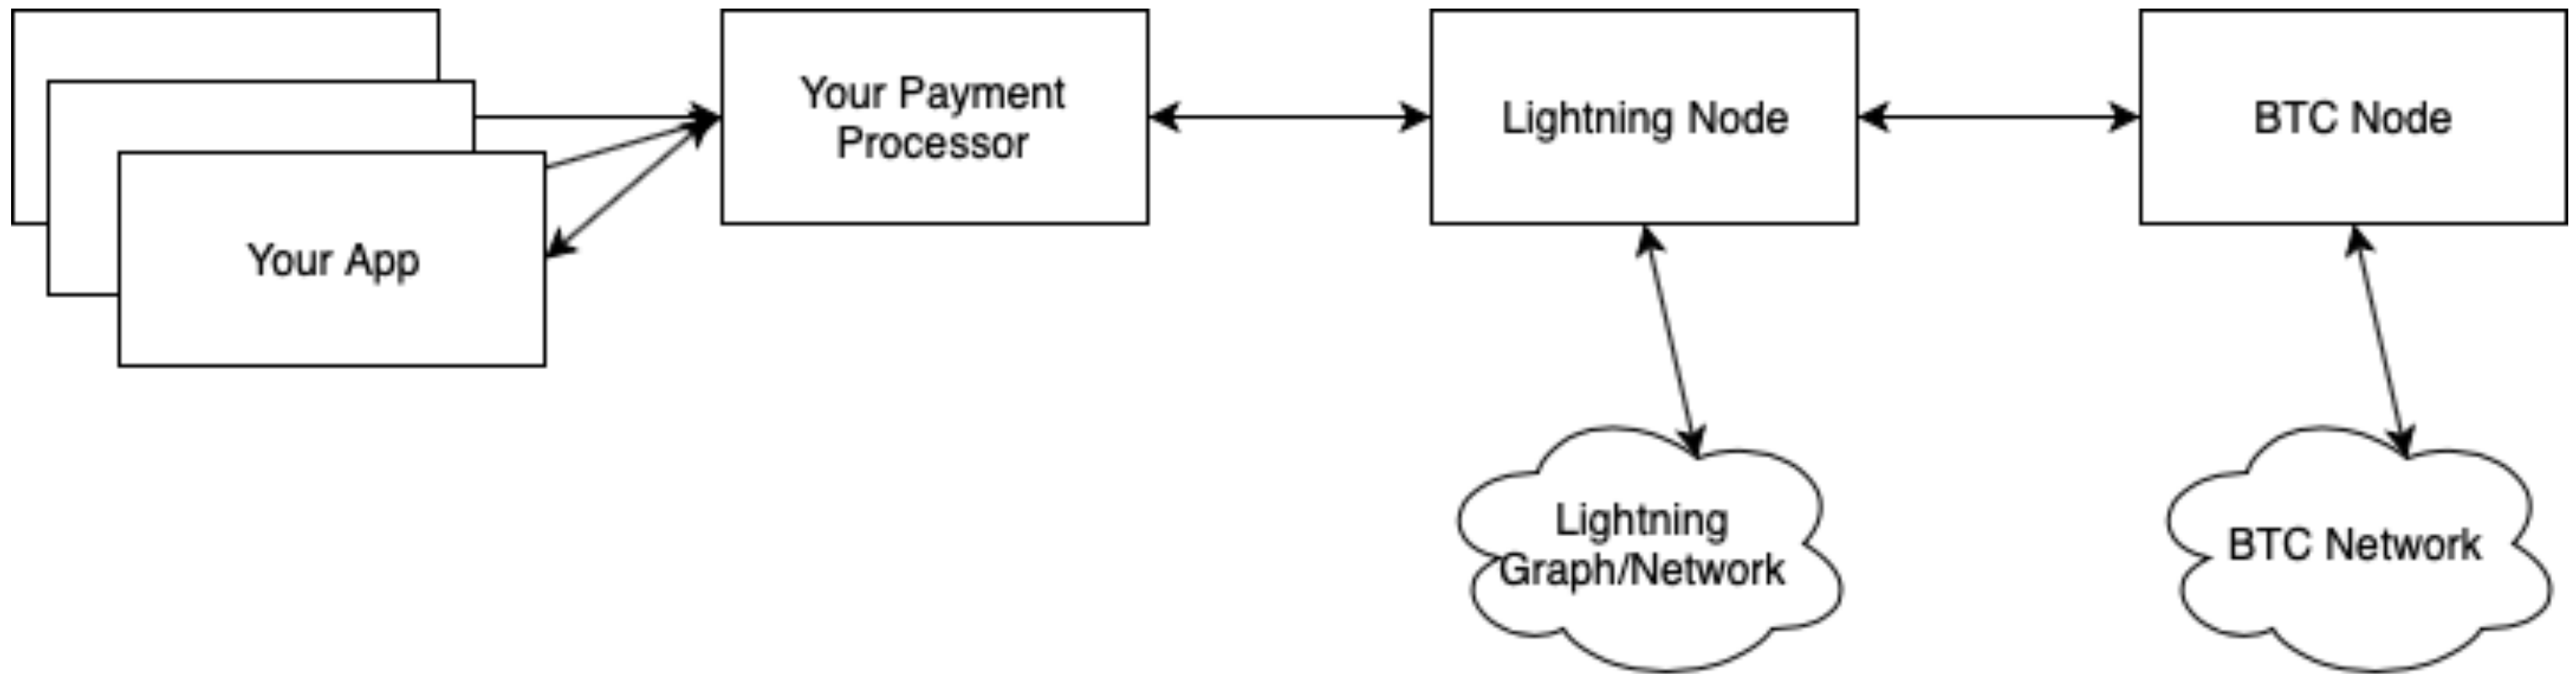 Your App
Your Payment
Processor
Lightning Node
BTC Node
Lightning
Graph/Network
BTC Network